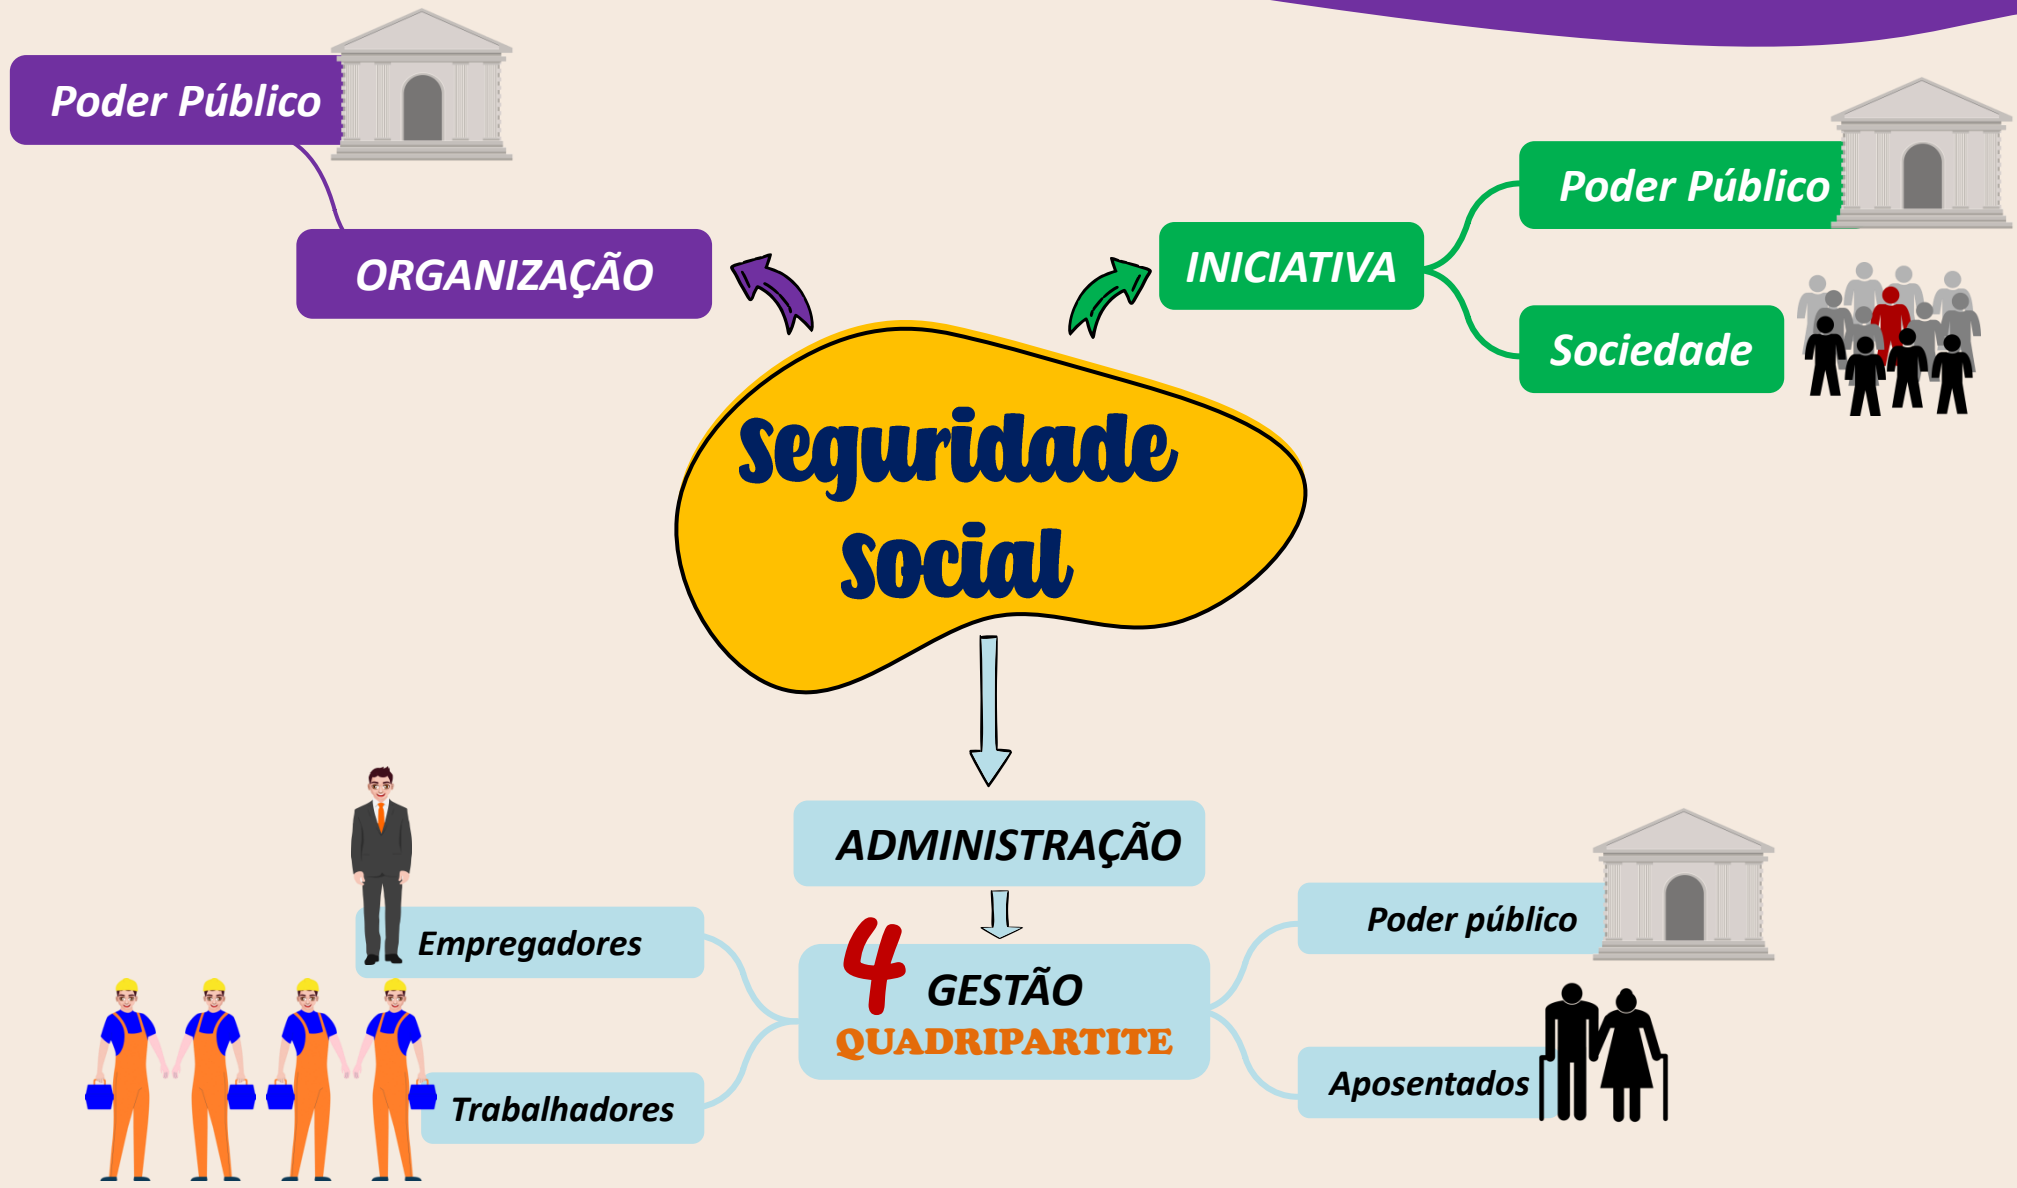 Poder Público
ORGANIZAÇÃO
INICIATIVA
Poder Público
Sociedade
Seguridade
Social
ADMINISTRAÇÃO
4 GESTÃO
QUADRIPARTITE
Empregadores
Trabalhadores
Poder público
Aposentados